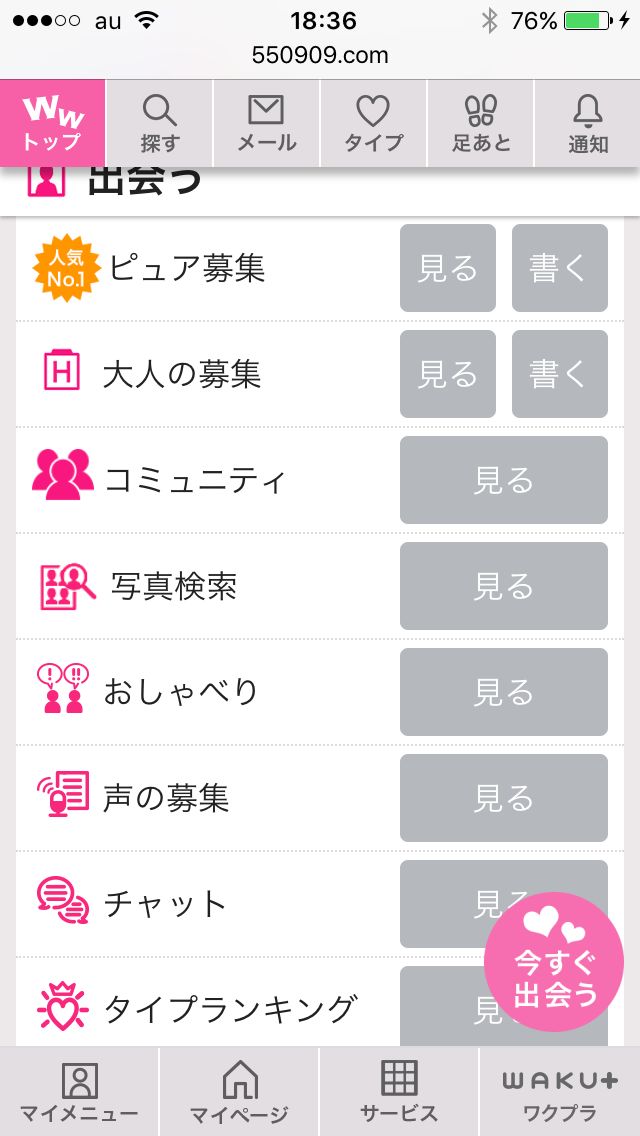 au 18:36 76%
550909.com
WW
トップ 探す メール タイプ 足あと 通知
出会う
人気
No.1
ピュア募集 見る 書く
H 大人の募集 見る 書く
コミュニティ 見る
写真検索 見る
! !! おしゃべり 見る
声の募集 見る
チャット 見る
タイプランキング 見
今すぐ
出会う
WAKU+
マイメニュー マイページ サービス ワクプラ